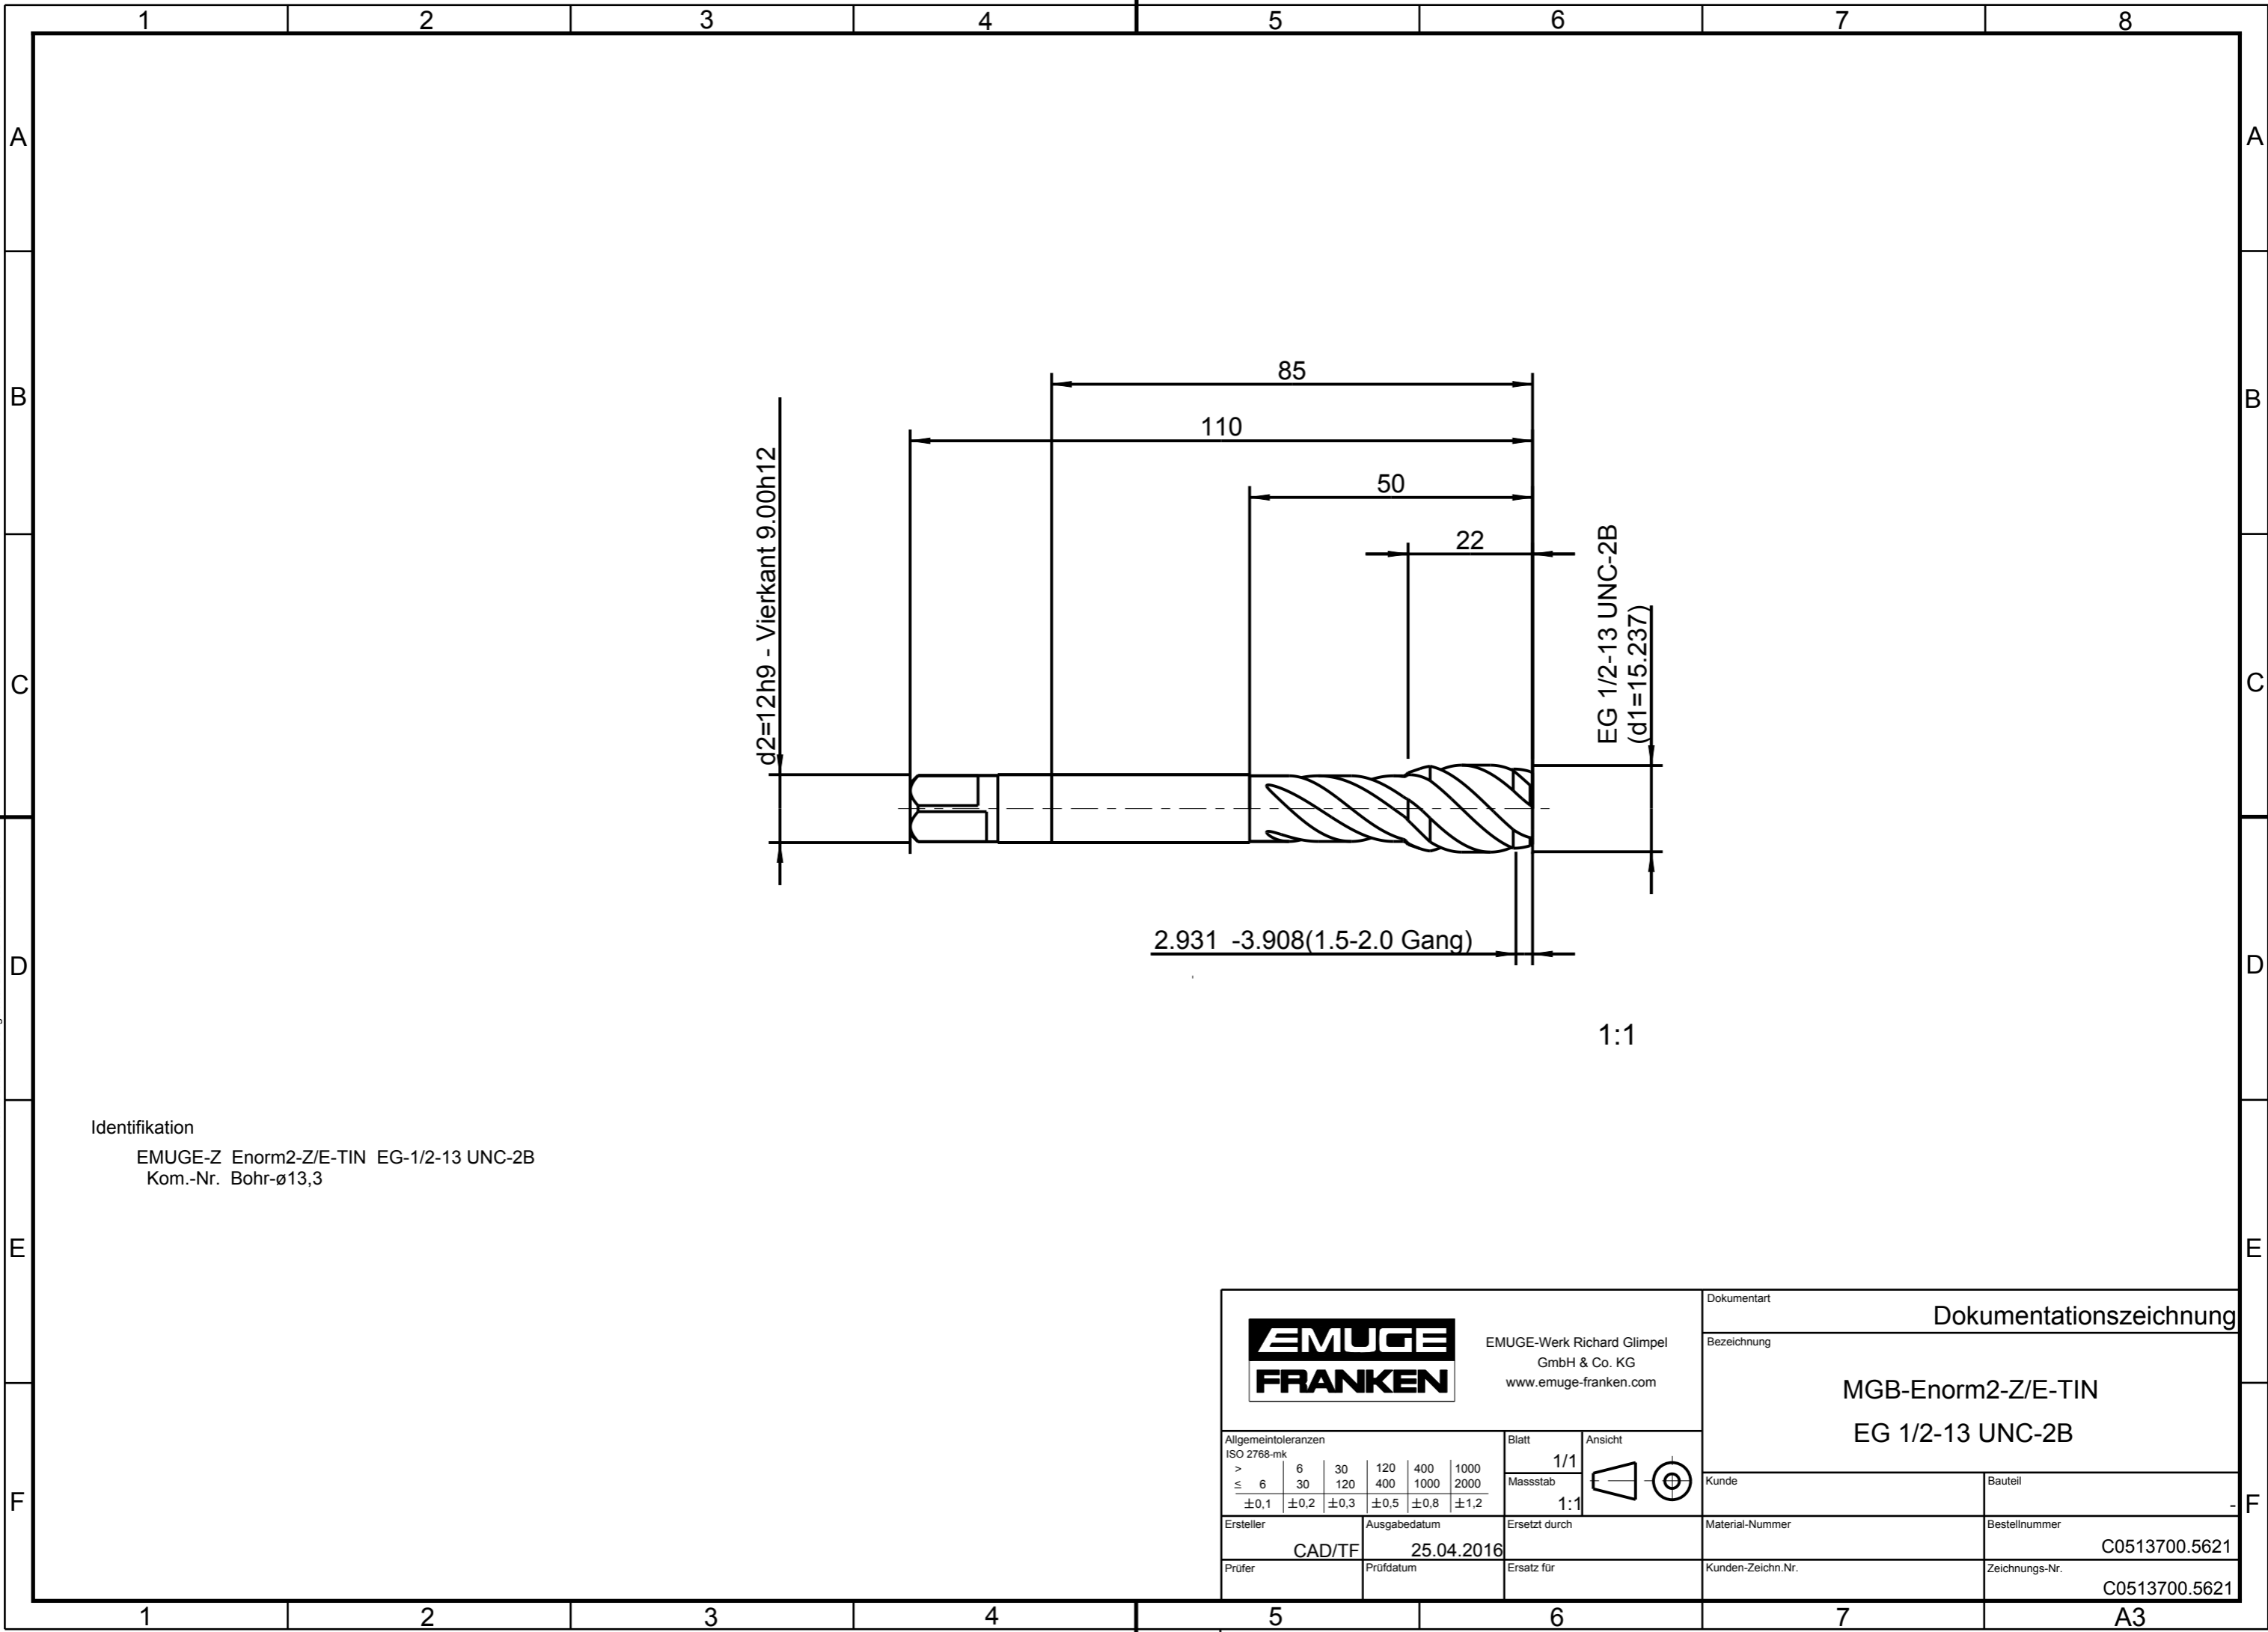 1 2 3 4 5 6 7 8
A A
B B
C C
D D
E E
F F
85
110
50
22
d2=12h9 - Vierkant 9.00h12
EG 1/2-13 UNC-2B
(d1=15.237)
2.931 -3.908(1.5-2.0 Gang)
1:1
Identifikation
EMUGE-Z Enorm2-Z/E-TIN EG-1/2-13 UNC-2B
Kom.-Nr. Bohr-ø13,3
EMUGE
FRANKEN
EMUGE-Werk Richard Glimpel
GmbH & Co. KG
www.emuge-franken.com
Dokumentart
Dokumentationszeichnung
Bezeichnung
MGB-Enorm2-Z/E-TIN
EG 1/2-13 UNC-2B
Allgemeintoleranzen
ISO 2768-mk
> 6 30 120 400 1000
≤ 6 30 120 400 1000 2000
±0,1 ±0,2 ±0,3 ±0,5 ±0,8 ±1,2
Blatt
1/1
Ansicht
Massstab
1:1
Kunde
Bauteil
-
Ersteller
CAD/TF
Ausgabedatum
25.04.2016
Ersetzt durch
Material-Nummer
Bestellnummer
C0513700.5621
Prüfer
Prüfdatum
Ersatz für
Kunden-Zeichn.Nr.
Zeichnungs-Nr.
C0513700.5621
1 2 3 4 5 6 7 A3